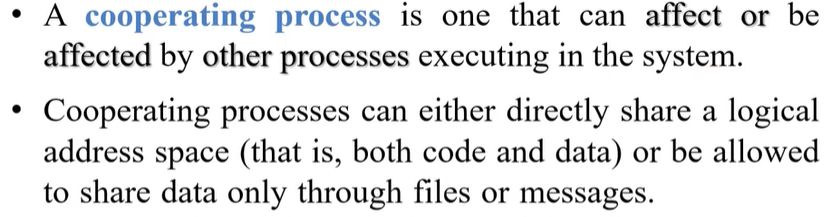 • A cooperating process is one that can affect or be
affected by other processes executing in the system.
• Cooperating processes can either directly share a logical
address space (that is, both code and data) or be allowed
to share data only through files or messages.